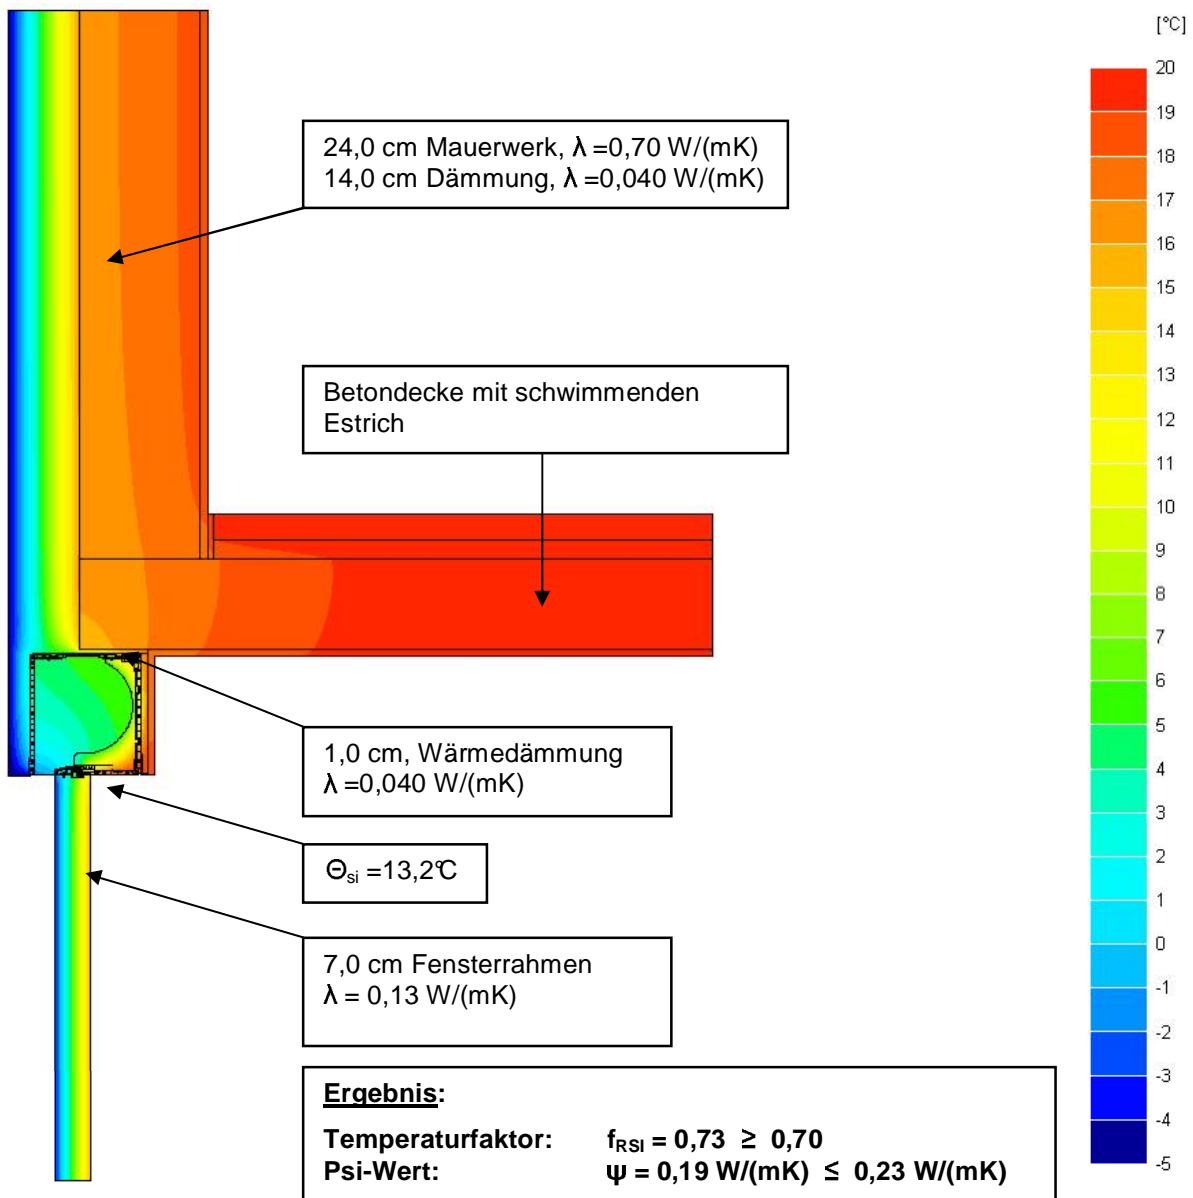 [°C]
24,0 cm Mauerwerk, λ =0,70 W/(mK)
14,0 cm Dämmung, λ =0,040 W/(mK)
Betondecke mit schwimmenden
Estrich
1,0 cm, Wärmedämmung
λ =0,040 W/(mK)
Θsi =13,2°C
7,0 cm Fensterrahmen
λ = 0,13 W/(mK)
Ergebnis:
Temperaturfaktor: fRSI = 0,73 ≥ 0,70
Psi-Wert: ψ = 0,19 W/(mK) ≤ 0,23 W/(mK)
20
19
18
17
16
15
14
13
12
11
10
9
8
7
6
5
4
3
2
1
0
-1
-2
-3
-4
-5